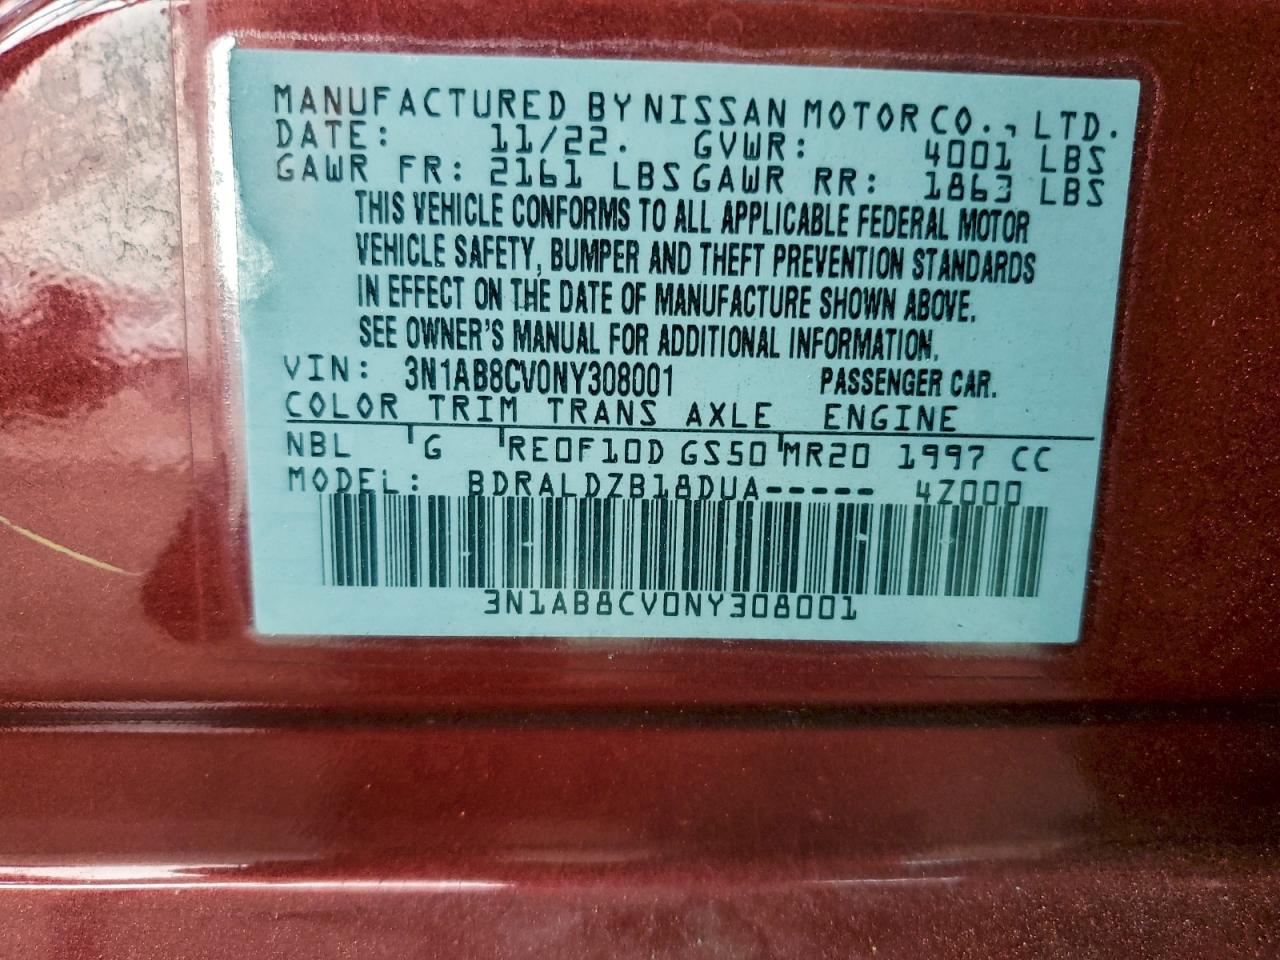 MANUFACTURED BY NISSAN MOTOR CO., LTD.
DATE: 11/22. GVWR: 4001 LBS
GAWR FR: 2161 LBS GAWR RR: 1863 LBS
THIS VEHICLE CONFORMS TO ALL APPLICABLE FEDERAL MOTOR
VEHICLE SAFETY, BUMPER AND THEFT PREVENTION STANDARDS
IN EFFECT ON THE DATE OF MANUFACTURE SHOWN ABOVE.
SEE OWNER'S MANUAL FOR ADDITIONAL INFORMATION.
VIN: 3N1AB8CV0NY308001 PASSENGER CAR.
COLOR TRIM TRANS AXLE ENGINE
NBL G RE0F10D GS50 MR20 1997 CC
MODEL: BDRALDZB18DUA----- 4Z000
3N1AB8CV0NY308001